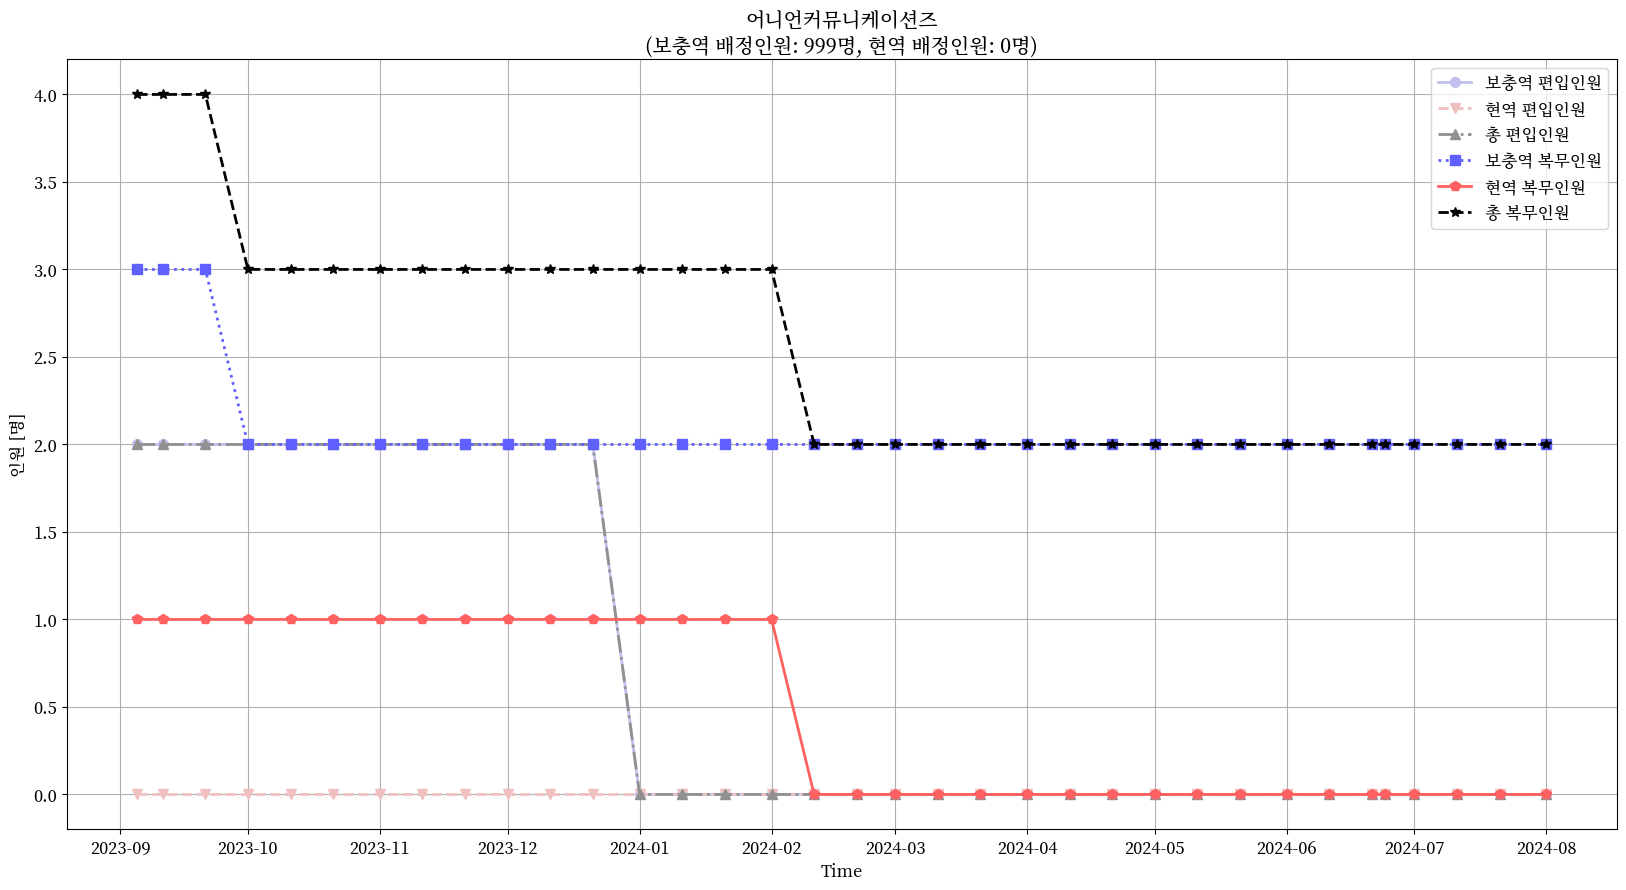 어니언커뮤니케이션즈
(보충역 배정인원: 999명, 현역 배정인원: 0명)
보충역 편입인원
현역 편입인원
총 편입인원
보충역 복무인원
현역 복무인원
총 복무인원
인원 [명]
4.0
3.5
3.0
2.5
2.0
1.5
1.0
0.5
0.0
2023-09 2023-10 2023-11 2023-12 2024-01 2024-02 2024-03 2024-04 2024-05 2024-06 2024-07 2024-08
Time